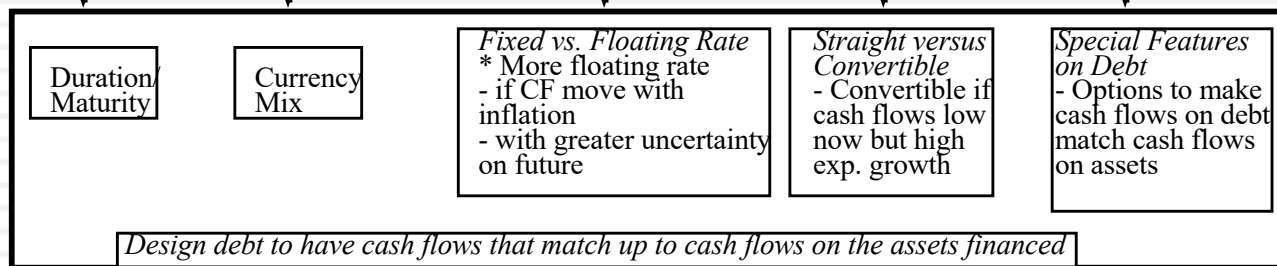 Duration/
Maturity
Currency
Mix
Fixed vs. Floating Rate
* More floating rate
- if CF move with
inflation
- with greater uncertainty
on future
Straight versus
Convertible
- Convertible if
cash flows low
now but high
exp. growth
Special Features
on Debt
- Options to make
cash flows on debt
match cash flows
on assets
Design debt to have cash flows that match up to cash flows on the assets financed